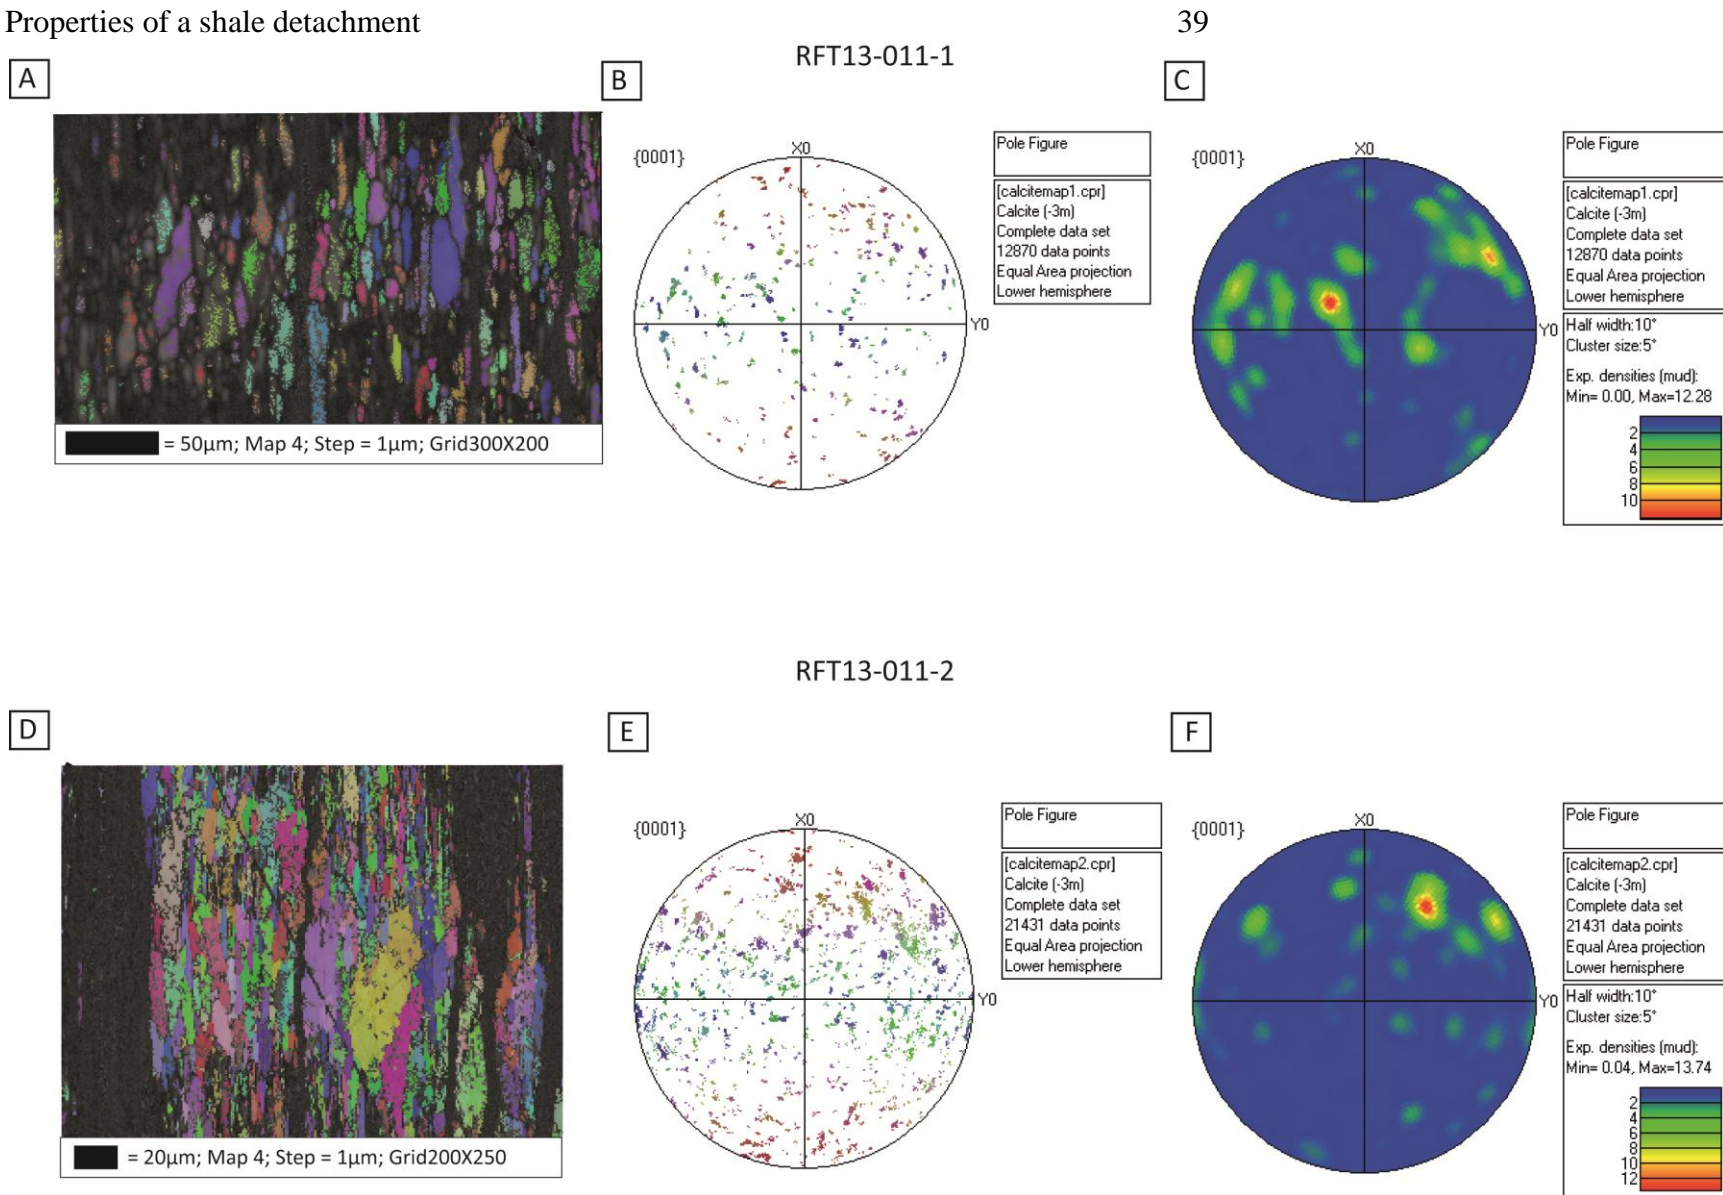 Properties of a shale detachment 39
RFT13-011-1
A
B
C
= 50µm; Map 4; Step = 1µm; Grid300X200
{0001}
X0
Y0
Pole Figure
[calcitemap1.cpr]
Calcite (-3m)
Complete data set
12870 data points
Equal Area projection
Lower hemisphere
{0001}
X0
Y0
Pole Figure
[calcitemap1.cpr]
Calcite (-3m)
Complete data set
12870 data points
Equal Area projection
Lower hemisphere
Half width:10°
Cluster size:5°
Exp. densities (mud):
Min= 0.00, Max=12.28
2
4
6
8
10
RFT13-011-2
D
E
F
= 20µm; Map 4; Step = 1µm; Grid200X250
{0001}
X0
Y0
Pole Figure
[calcitemap2.cpr]
Calcite (-3m)
Complete data set
21431 data points
Equal Area projection
Lower hemisphere
{0001}
X0
Y0
Pole Figure
[calcitemap2.cpr]
Calcite (-3m)
Complete data set
21431 data points
Equal Area projection
Lower hemisphere
Half width:10°
Cluster size:5°
Exp. densities (mud):
Min= 0.04, Max=13.74
2
4
6
8
10
12